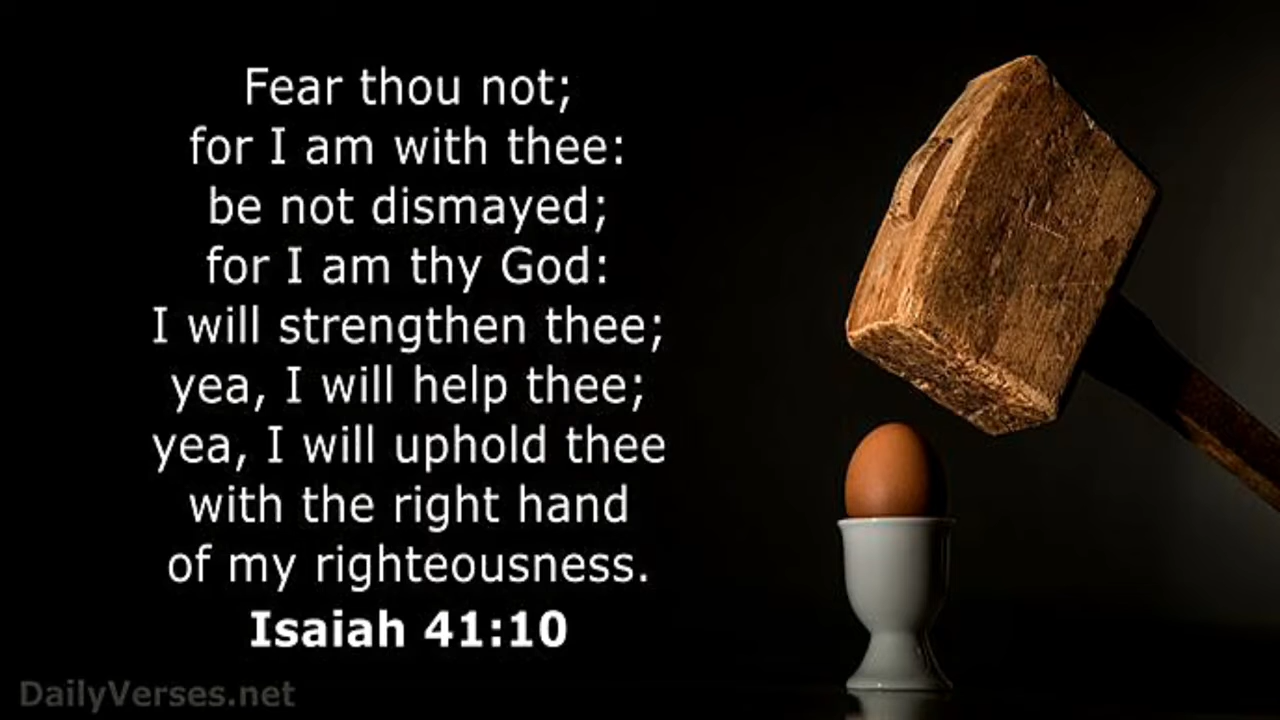 Fear thou not;
for I am with thee:
be not dismayed;
for I am thy God:
I will strengthen thee;
yea, I will help thee;
yea, I will uphold thee
with the right hand
of my righteousness.
Isaiah 41:10
DailyVerses.net